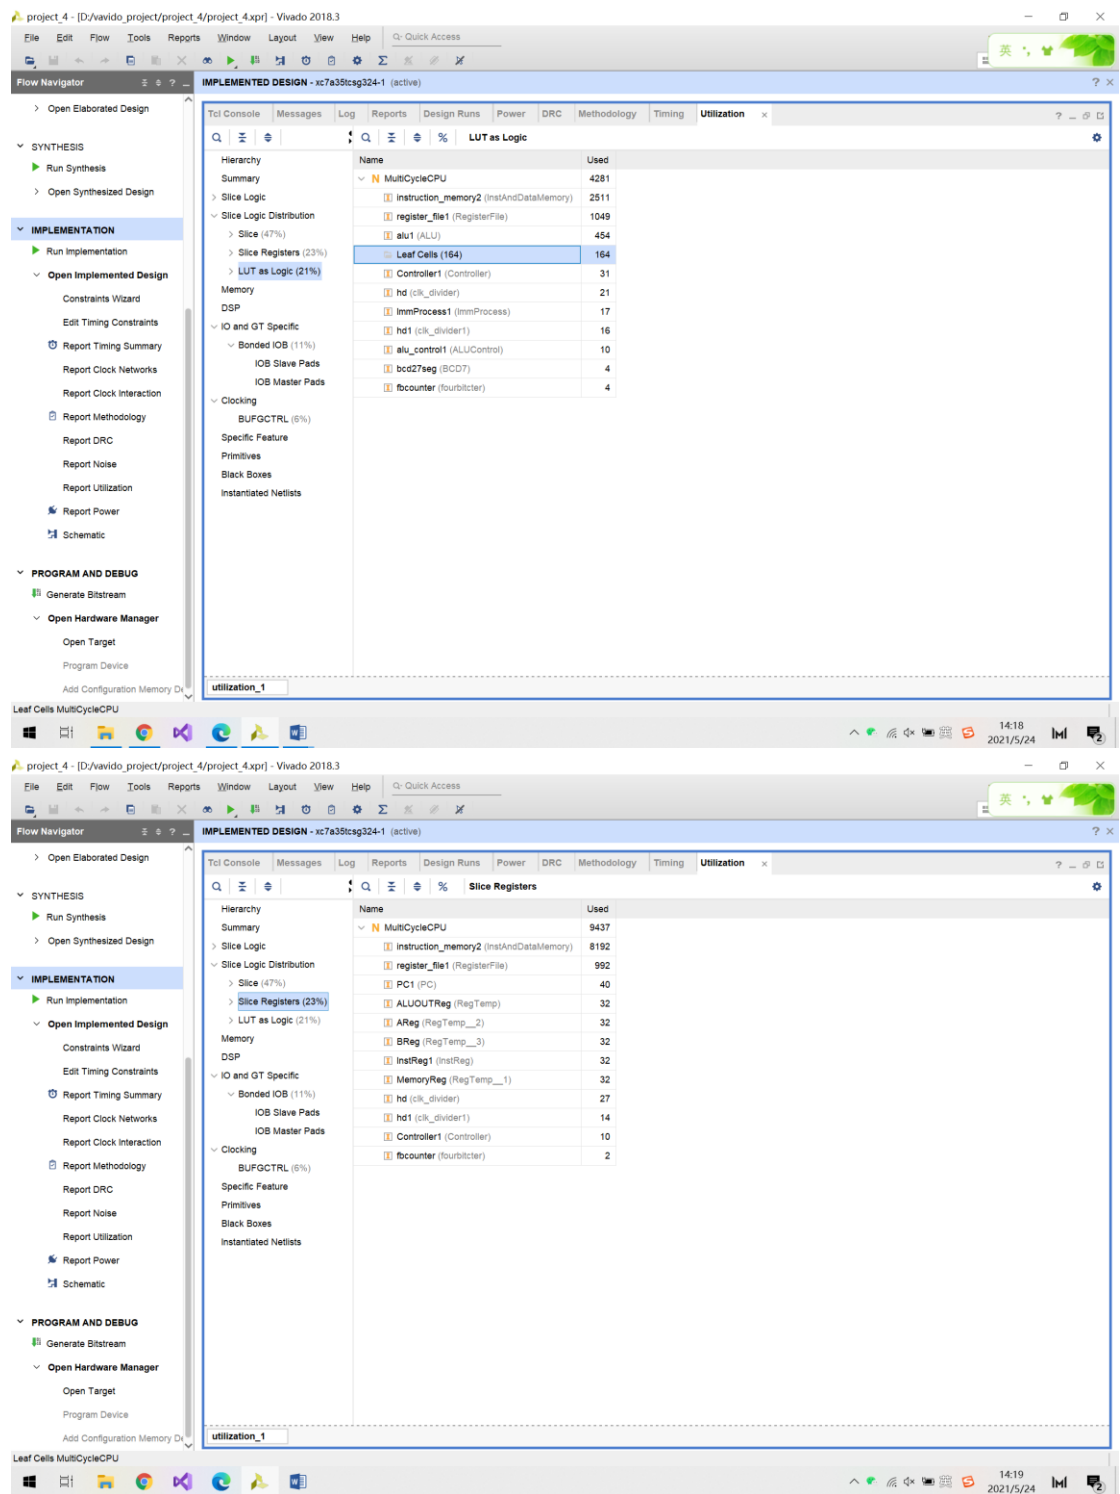 project_4 - [D:/vavido_project/project_4/project_4.xpr] - Vivado 2018.3
File Edit Flow Tools Reports Window Layout View Help Quick Access
英
Flow Navigator
IMPLEMENTED DESIGN - xc7a35tcsg324-1 (active)
Open Elaborated Design
SYNTHESIS
Run Synthesis
Open Synthesized Design
IMPLEMENTATION
Run Implementation
Open Implemented Design
Constraints Wizard
Edit Timing Constraints
Report Timing Summary
Report Clock Networks
Report Clock Interaction
Report Methodology
Report DRC
Report Noise
Report Utilization
Report Power
Schematic
PROGRAM AND DEBUG
Generate Bitstream
Open Hardware Manager
Open Target
Program Device
Add Configuration Memory De
Tcl Console Messages Log Reports Design Runs Power DRC Methodology Timing Utilization
Hierarchy
Summary
Slice Logic
Slice Logic Distribution
Slice (47%)
Slice Registers (23%)
LUT as Logic (21%)
Memory
DSP
IO and GT Specific
Bonded IOB (11%)
IOB Slave Pads
IOB Master Pads
Clocking
BUFGCTRL (6%)
Specific Feature
Primitives
Black Boxes
Instantiated Netlists
% LUT as Logic
Name Used
N MultiCycleCPU 4281
instruction_memory2 (InstAndDataMemory) 2511
register_file1 (RegisterFile) 1049
alu1 (ALU) 454
Leaf Cells (164) 164
Controller1 (Controller) 31
hd (clk_divider) 21
ImmProcess1 (ImmProcess) 17
hd1 (clk_divider1) 16
alu_control1 (ALUControl) 10
bcd27seg (BCD7) 4
fbcounter (fourbitcter) 4
utilization_1
Leaf Cells MultiCycleCPU
英
14:18
2021/5/24
2
project_4 - [D:/vavido_project/project_4/project_4.xpr] - Vivado 2018.3
File Edit Flow Tools Reports Window Layout View Help Quick Access
英
Flow Navigator
IMPLEMENTED DESIGN - xc7a35tcsg324-1 (active)
Open Elaborated Design
SYNTHESIS
Run Synthesis
Open Synthesized Design
IMPLEMENTATION
Run Implementation
Open Implemented Design
Constraints Wizard
Edit Timing Constraints
Report Timing Summary
Report Clock Networks
Report Clock Interaction
Report Methodology
Report DRC
Report Noise
Report Utilization
Report Power
Schematic
PROGRAM AND DEBUG
Generate Bitstream
Open Hardware Manager
Open Target
Program Device
Add Configuration Memory De
Tcl Console Messages Log Reports Design Runs Power DRC Methodology Timing Utilization
Hierarchy
Summary
Slice Logic
Slice Logic Distribution
Slice (47%)
Slice Registers (23%)
LUT as Logic (21%)
Memory
DSP
IO and GT Specific
Bonded IOB (11%)
IOB Slave Pads
IOB Master Pads
Clocking
BUFGCTRL (6%)
Specific Feature
Primitives
Black Boxes
Instantiated Netlists
% Slice Registers
Name Used
N MultiCycleCPU 9437
instruction_memory2 (InstAndDataMemory) 8192
register_file1 (RegisterFile) 992
PC1 (PC) 40
ALUOUTReg (RegTemp) 32
AReg (RegTemp__2) 32
BReg (RegTemp__3) 32
InstReg1 (InstReg) 32
MemoryReg (RegTemp__1) 32
hd (clk_divider) 27
hd1 (clk_divider1) 14
Controller1 (Controller) 10
fbcounter (fourbitcter) 2
utilization_1
Leaf Cells MultiCycleCPU
英
14:19
2021/5/24
2